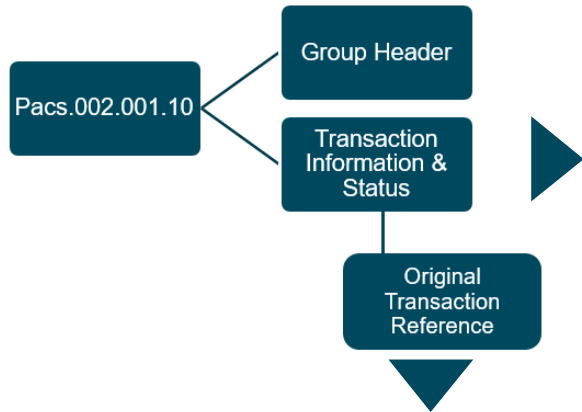 Group Header
Pacs.002.001.10
Transaction
Information &
Status
Original
Transaction
Reference